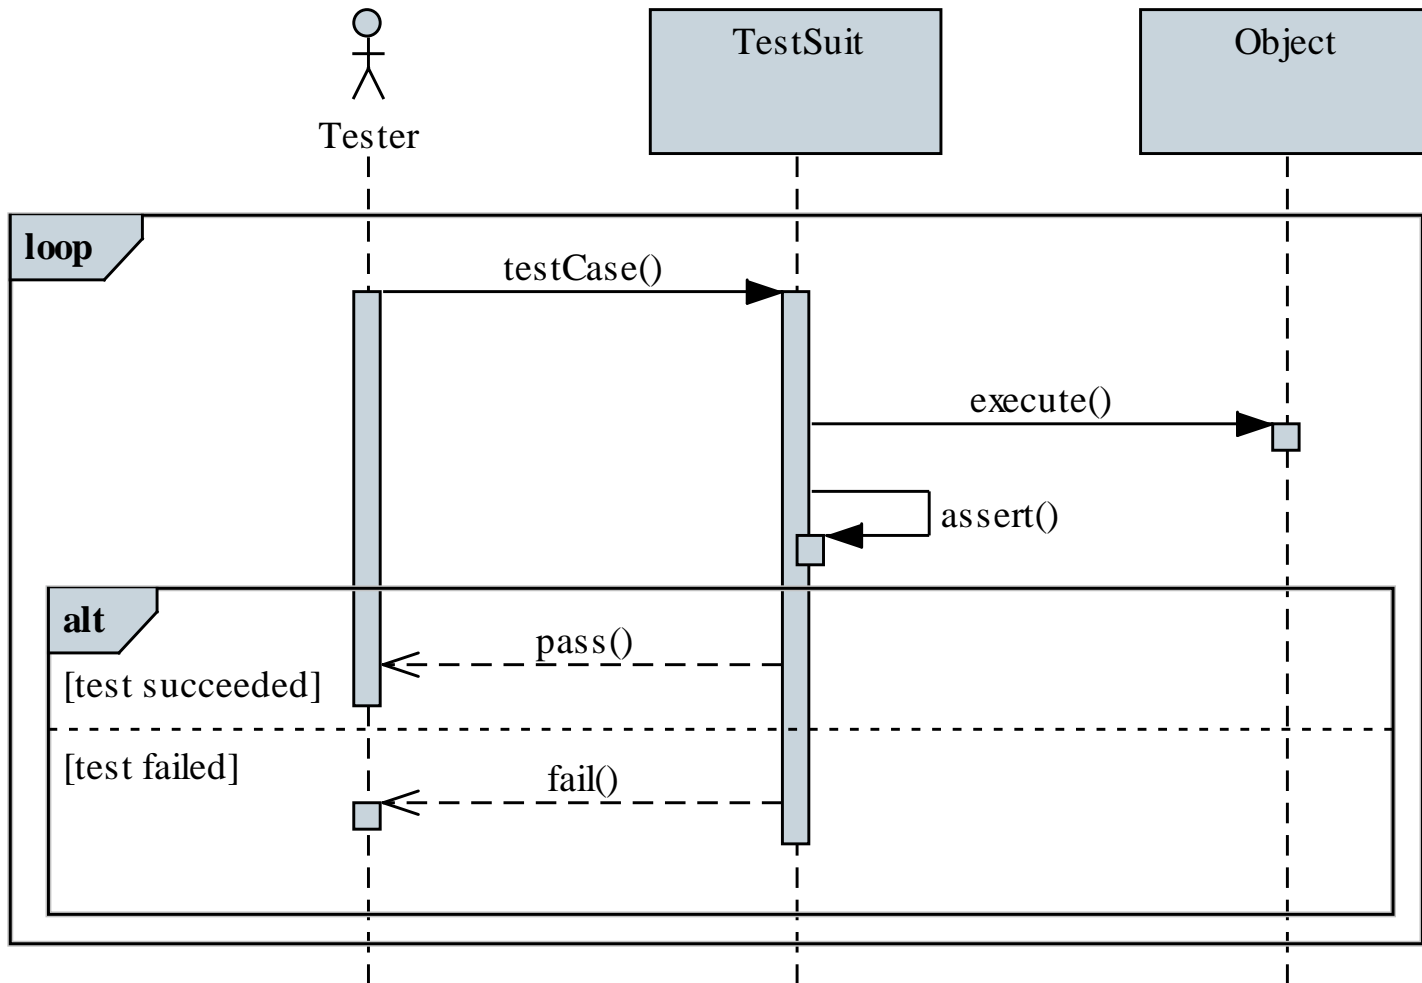 Tester
TestSuit
Object
loop
testCase()
execute()
assert()
alt
pass()
[test succeeded]
[test failed]
fail()